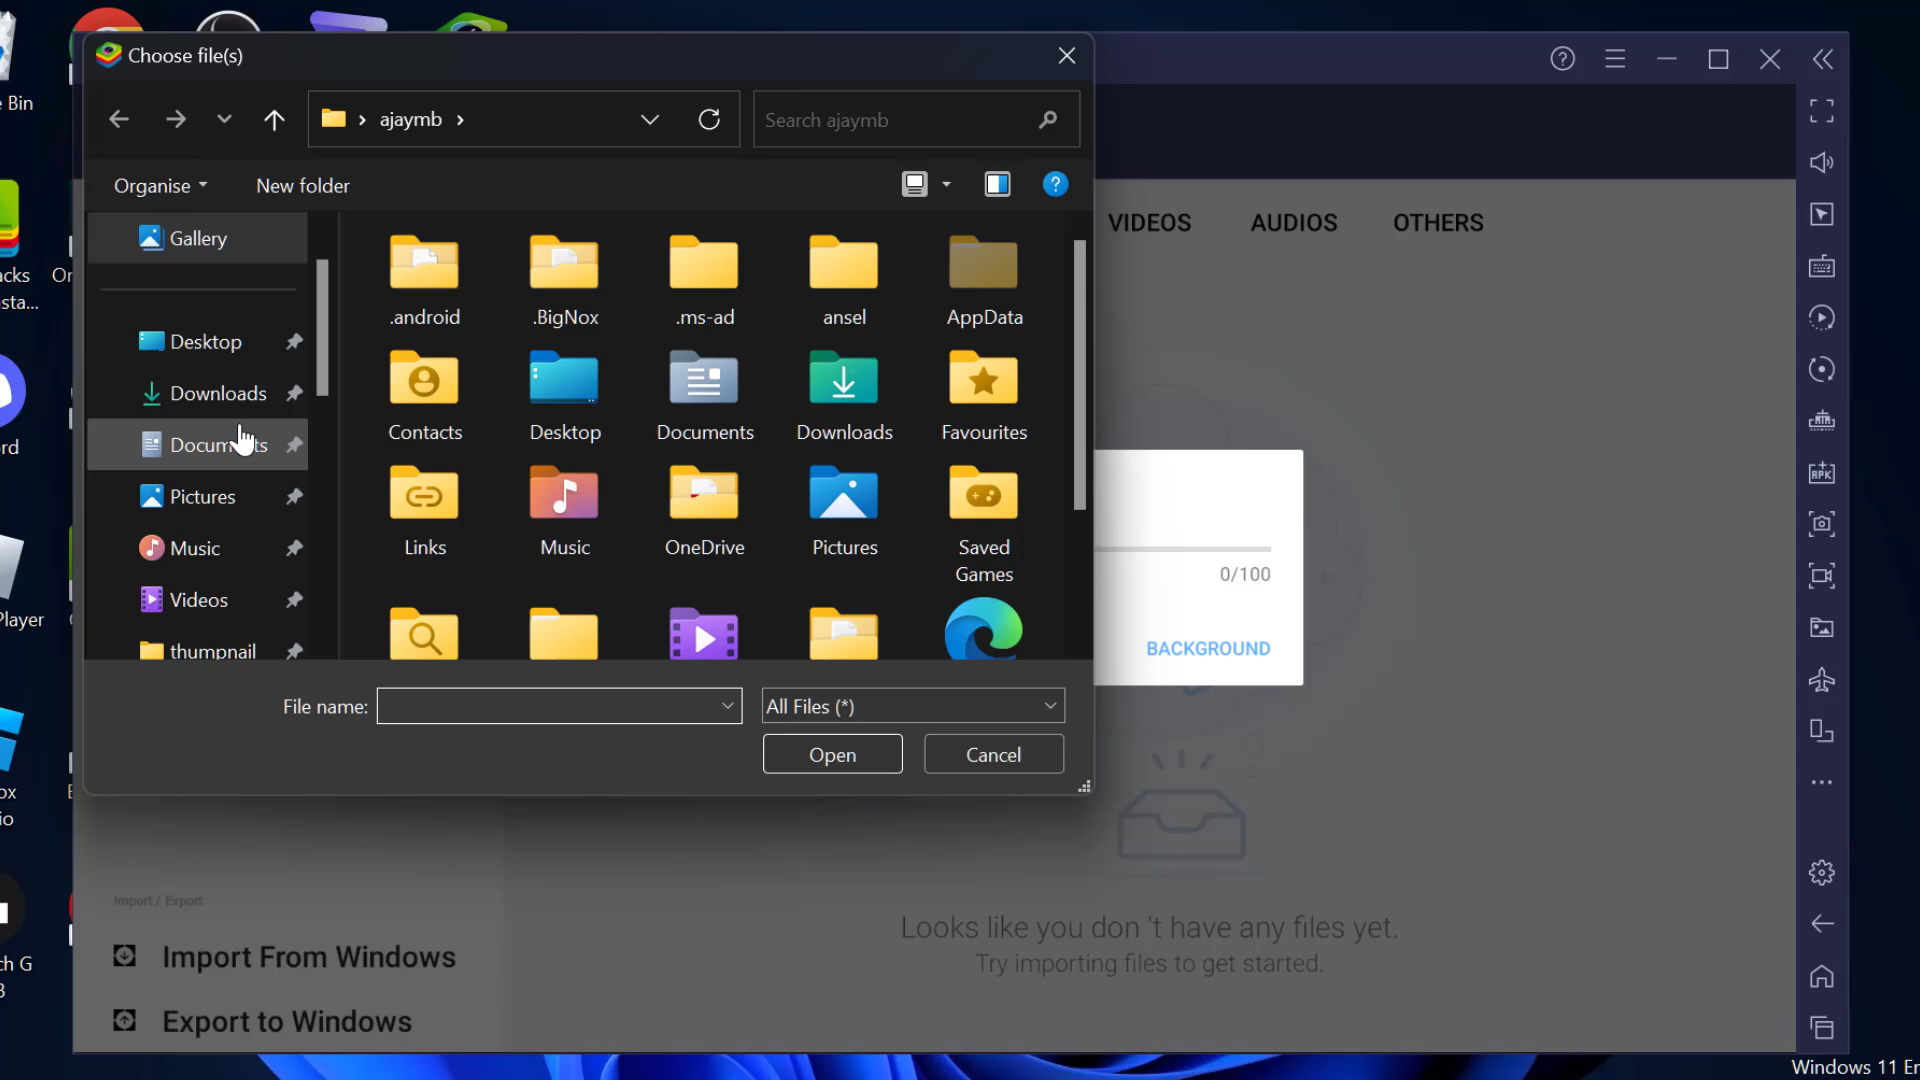 Choose file(s)
ajaymb
Search ajaymb
Organise
New folder
Gallery
Desktop
Downloads
Pictures
Music
Videos
thumpnail
.android
.BigNox
.ms-ad
ansel
AppData
Contacts
Desktop
Documents
Downloads
Favourites
Links
Music
OneDrive
Pictures
Saved
Games
File name:
All Files (*)
Open
Cancel
VIDEOS
AUDIOS
OTHERS
0/100
BACKGROUND
Looks like you don 't have any files yet.
Try importing files to get started.
Import / Export
Import From Windows
Export to Windows
Bin
Windows 11